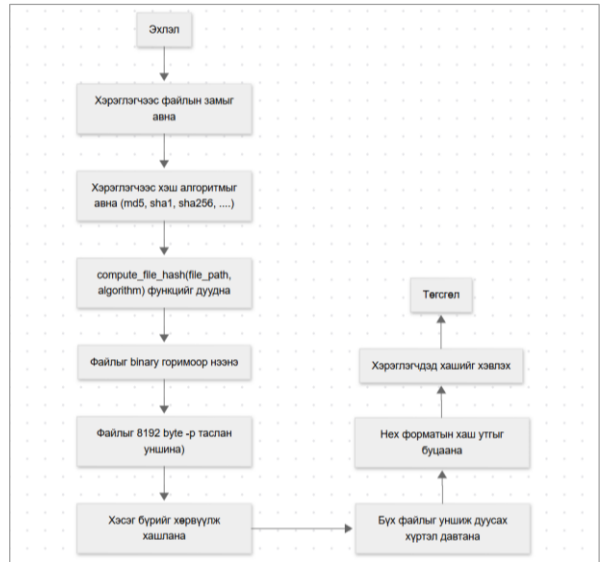 Эхлэл
Хэрэглэгчээс файлын замыг
авна
Хэрэглэгчээс хэш алгоритмыг
авна (md5, sha1, sha256, ....)
compute_file_hash(file_path,
algorithm) функцийг дуудна
Файлыг binary горимоор нээнэ
Файлыг 8192 byte -р таслан
уншина)
Хэсэг бүрийг хөрвүүлж
хашлана
Бүх файлыг уншиж дуусах
хүртэл давтана
Hex форматын хаш утгыг
буцаана
Хэрэглэгчдэд хашийг хэвлэх
Төгсгөл